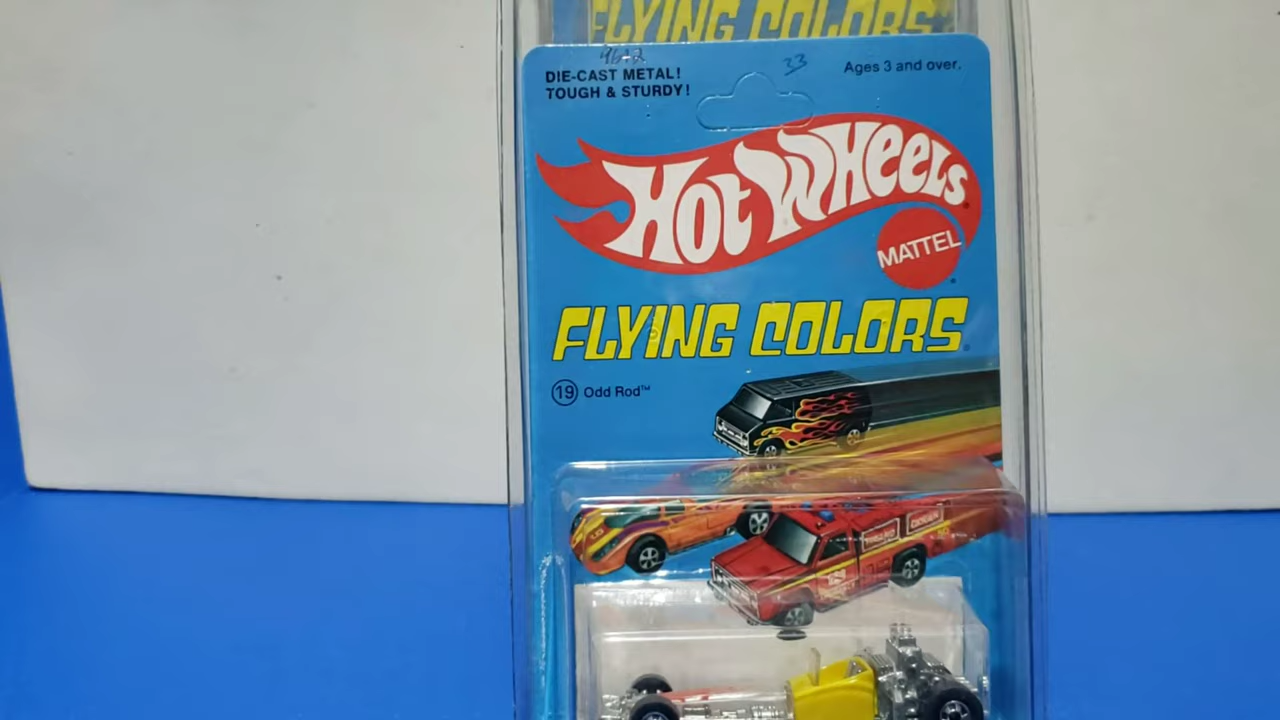 FLYING COLORS
33
DIE-CAST METAL!
TOUGH & STURDY!
Ages 3 and over.
HOT WHEELS
MATTEL
FLYING COLORS
19 Odd Rod™